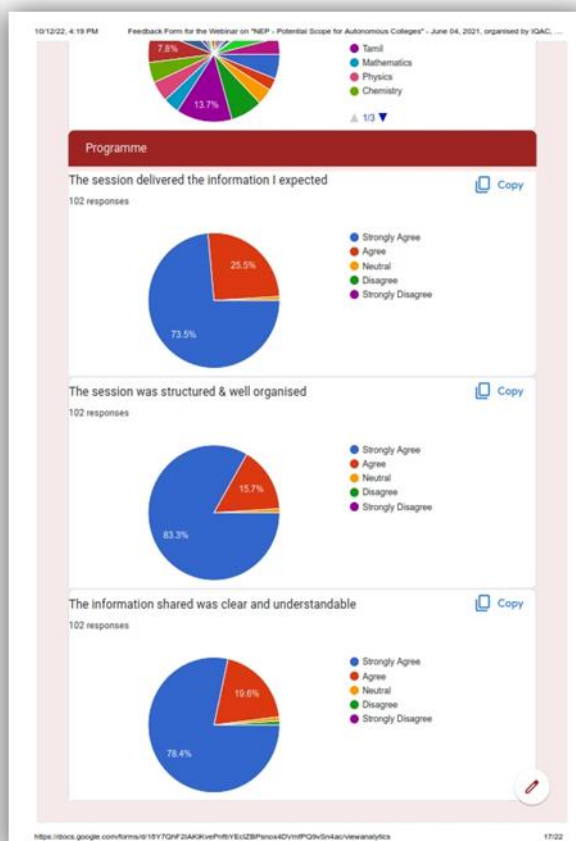 10/12/22, 4:19 PM Feedback Form for the Webinar on "NEP - Potential Scope for Autonomous Colleges" - June 04, 2021, organised by IQAC, ...
7.8%
13.7%
Tamil
Mathematics
Physics
Chemistry
1/3
Programme
The session delivered the information I expected
Copy
102 responses
25.5%
73.5%
Strongly Agree
Agree
Neutral
Disagree
Strongly Disagree
The session was structured & well organised
Copy
102 responses
15.7%
83.3%
Strongly Agree
Agree
Neutral
Disagree
Strongly Disagree
The information shared was clear and understandable
Copy
102 responses
19.6%
78.4%
Strongly Agree
Agree
Neutral
Disagree
Strongly Disagree
17/22